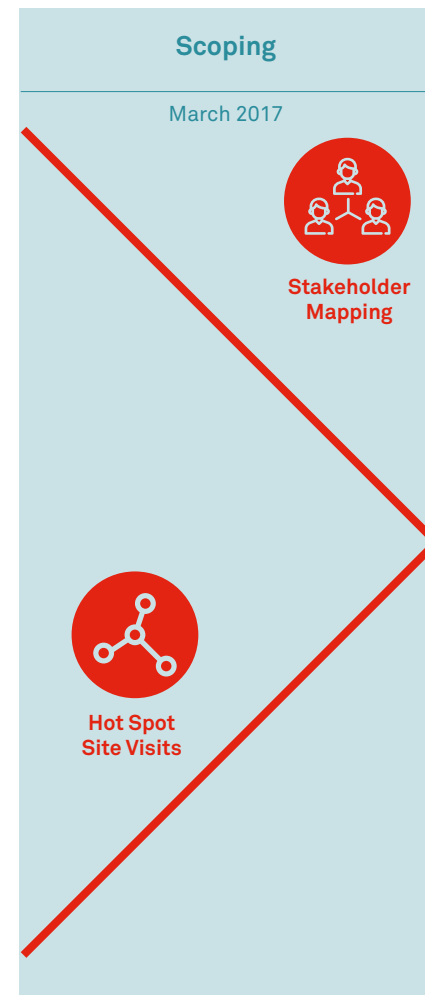 Scoping
March 2017
Stakeholder
Mapping
Hot Spot
Site Visits